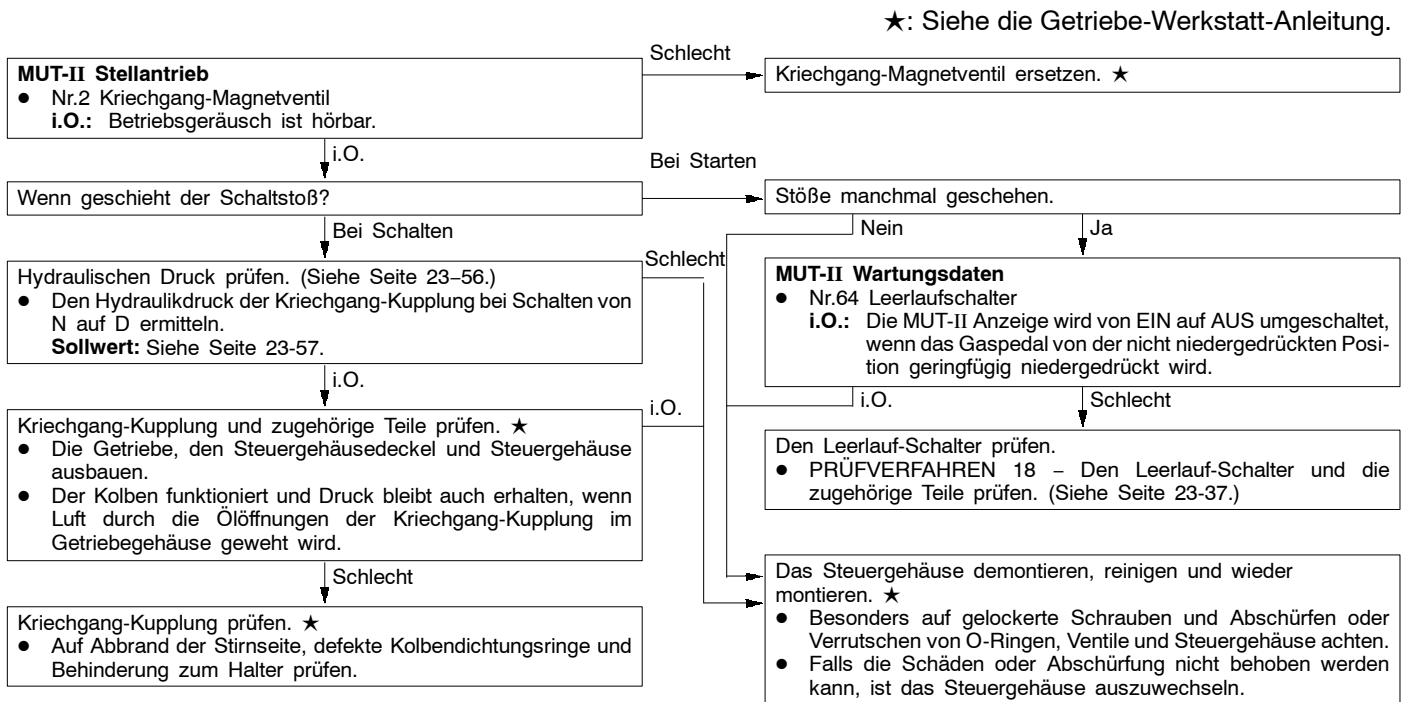 ★: Siehe die Getriebe-Werkstatt-Anleitung.
MUT-II Stellantrieb
● Nr.2 Kriechgang-Magnetventil
i.O.: Betriebsgeräusch ist hörbar.
Schlecht
Kriechgang-Magnetventil ersetzen. ★
i.O.
Wenn geschieht der Schaltstoß?
Bei Starten
Stöße manchmal geschehen.
Bei Schalten
Nein
Ja
Hydraulischen Druck prüfen. (Siehe Seite 23–56.)
● Den Hydraulikdruck der Kriechgang-Kupplung bei Schalten von
N auf D ermitteln.
Sollwert: Siehe Seite 23-57.
Schlecht
MUT-II Wartungsdaten
● Nr.64 Leerlaufschalter
i.O.: Die MUT-II Anzeige wird von EIN auf AUS umgeschaltet,
wenn das Gaspedal von der nicht niedergedrückten Posi-
tion geringfügig niedergedrückt wird.
i.O.
Kriechgang-Kupplung und zugehörige Teile prüfen. ★
● Die Getriebe, den Steuergehäusedeckel und Steuergehäuse
ausbauen.
● Der Kolben funktioniert und Druck bleibt auch erhalten, wenn
Luft durch die Ölöffnungen der Kriechgang-Kupplung im
Getriebegehäuse geweht wird.
i.O.
i.O.
Schlecht
Den Leerlauf-Schalter prüfen.
● PRÜFVERFAHREN 18 – Den Leerlauf-Schalter und die
zugehörige Teile prüfen. (Siehe Seite 23-37.)
Schlecht
Kriechgang-Kupplung prüfen. ★
● Auf Abbrand der Stirnseite, defekte Kolbendichtungsringe und
Behinderung zum Halter prüfen.
Das Steuergehäuse demontieren, reinigen und wieder
montieren. ★
● Besonders auf gelockerte Schrauben und Abschürfen oder
Verrutschen von O-Ringen, Ventile und Steuergehäuse achten.
● Falls die Schäden oder Abschürfung nicht behoben werden
kann, ist das Steuergehäuse auszuwechseln.